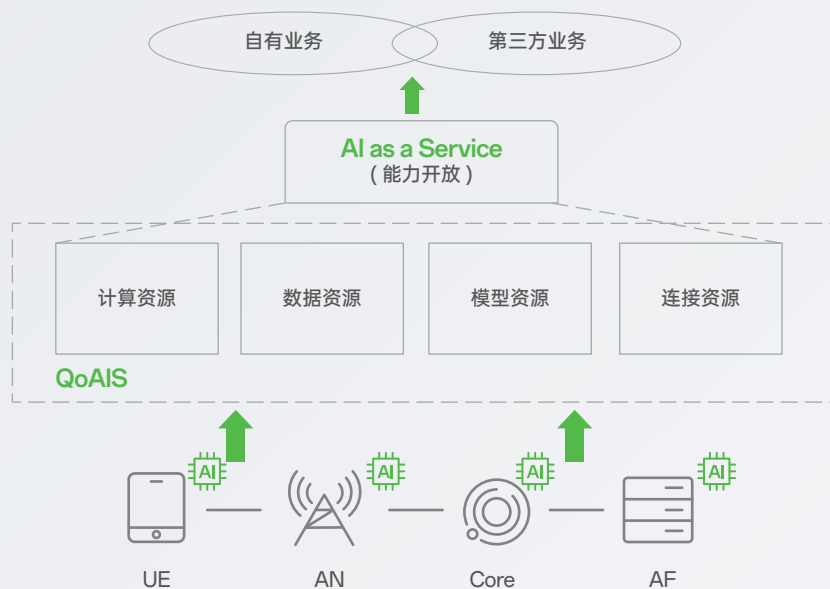 自有业务
第三方业务
AI as a Service
（能力开放）
计算资源
数据资源
模型资源
连接资源
QoAIS
AI
AI
AI
AI
UE
AN
Core
AF